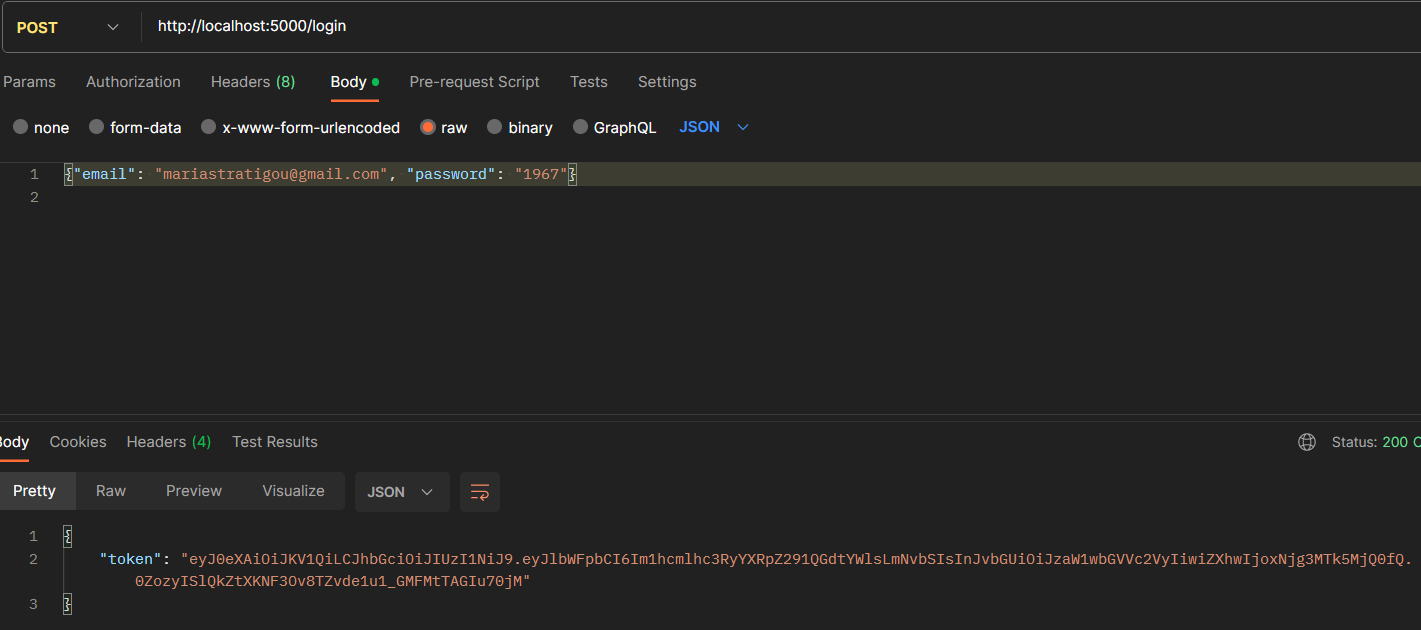 POST http://localhost:5000/login
Params Authorization Headers (8) Body Pre-request Script Tests Settings
none form-data x-www-form-urlencoded raw binary GraphQL JSON
1 {"email": "mariastratigou@gmail.com", "password": "1967"}
2
Body Cookies Headers (4) Test Results Status: 200 O
Pretty Raw Preview Visualize JSON
1 {
2 "token": "eyJ0eXAiOiJKV1QiLCJhbGciOiJIUzI1NiJ9.eyJlbWFpbCI6Im1hcmlhc3RyYXRpZ291QGdtYWlsLmNvbSIsInJvbGUiOiJzaW1wbGVVc2VyIiwiZXhwIjoxNjg3MTk5MjQ0fQ.
0ZozyISlQkZtXKNF3Ov8TZvde1u1_GMFMtTAGIu70jM"
3 }